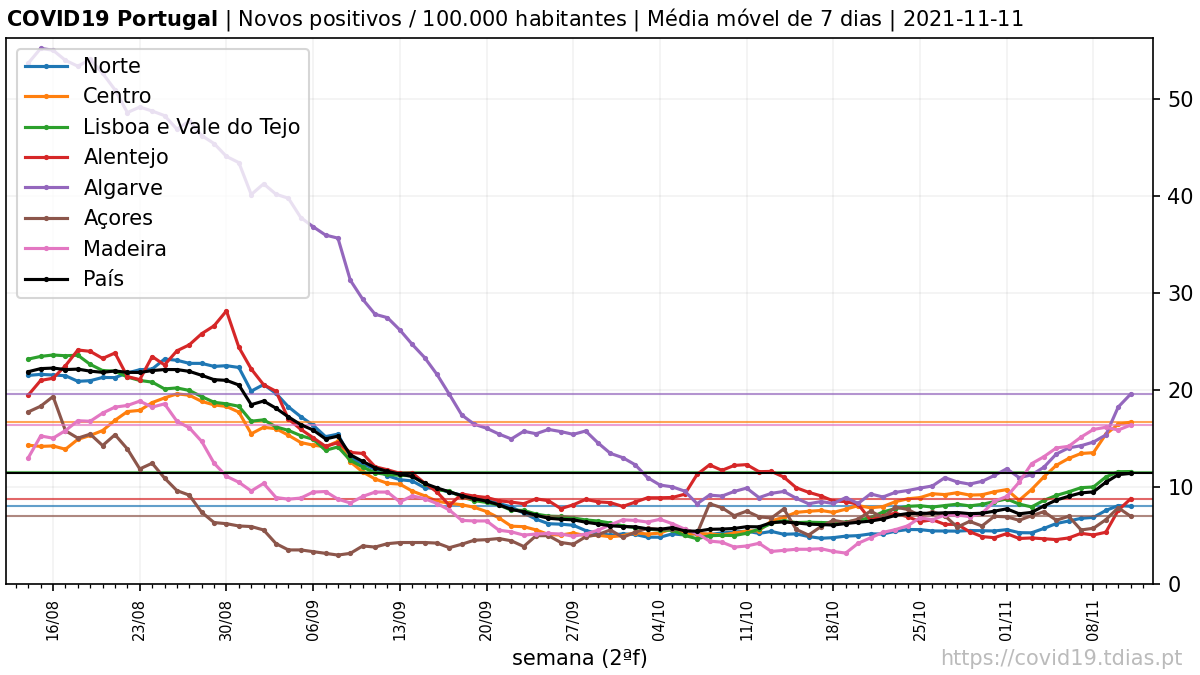 COVID19 Portugal | Novos positivos / 100.000 habitantes | Média móvel de 7 dias | 2021-11-11
Norte
Centro
Lisboa e Vale do Tejo
Alentejo
Algarve
Açores
Madeira
País
50
40
30
20
10
0
16/08
23/08
30/08
06/09
13/09
20/09
27/09
04/10
11/10
18/10
25/10
01/11
08/11
semana (2ªf)
https://covid19.tdias.pt